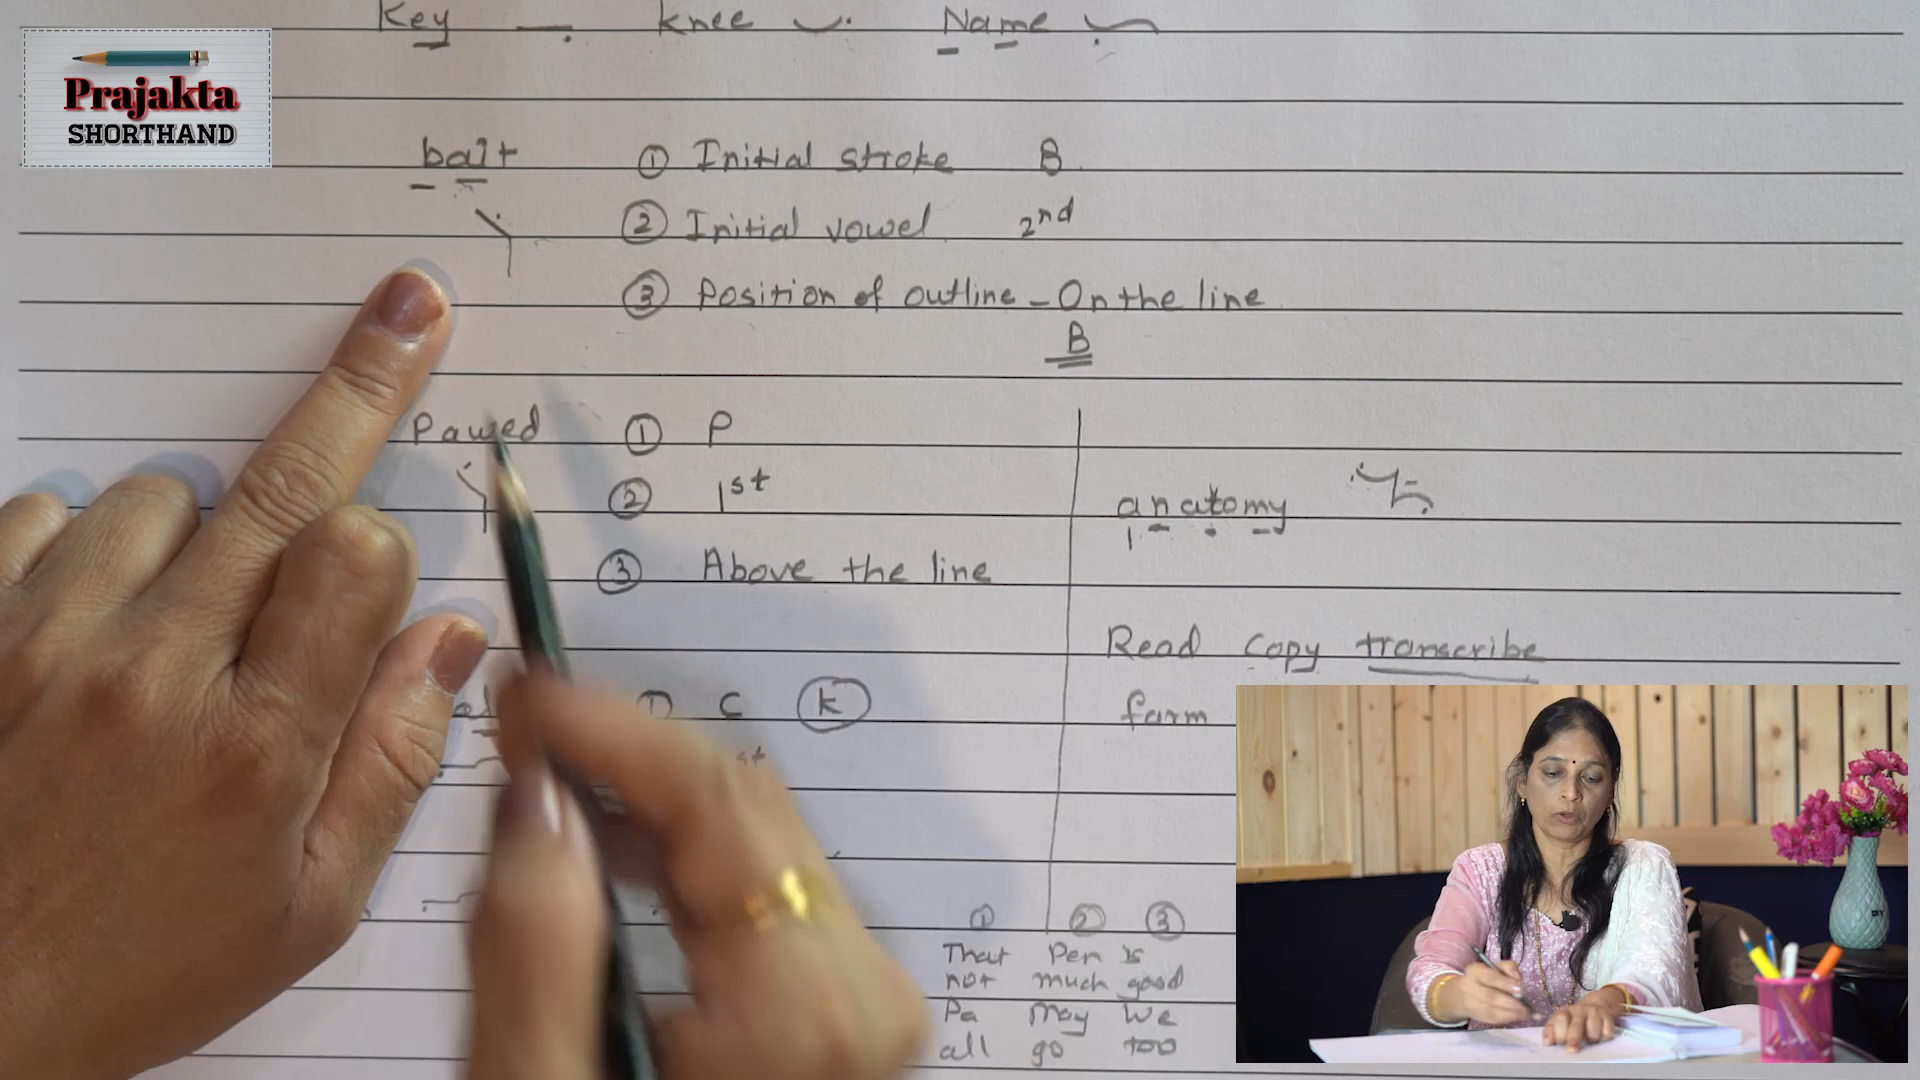 Key knee Name
Prajakta
SHORTHAND
bait ① Initial stroke B
② Initial vowel 2nd
③ Position of outline - On the line
B
Pawed ① P
② 1st
③ Above the line
① C K
st
anatomy
Read Copy transcribe
farm
① ② ③
That Pen is
not much good
Pa may we
all go too